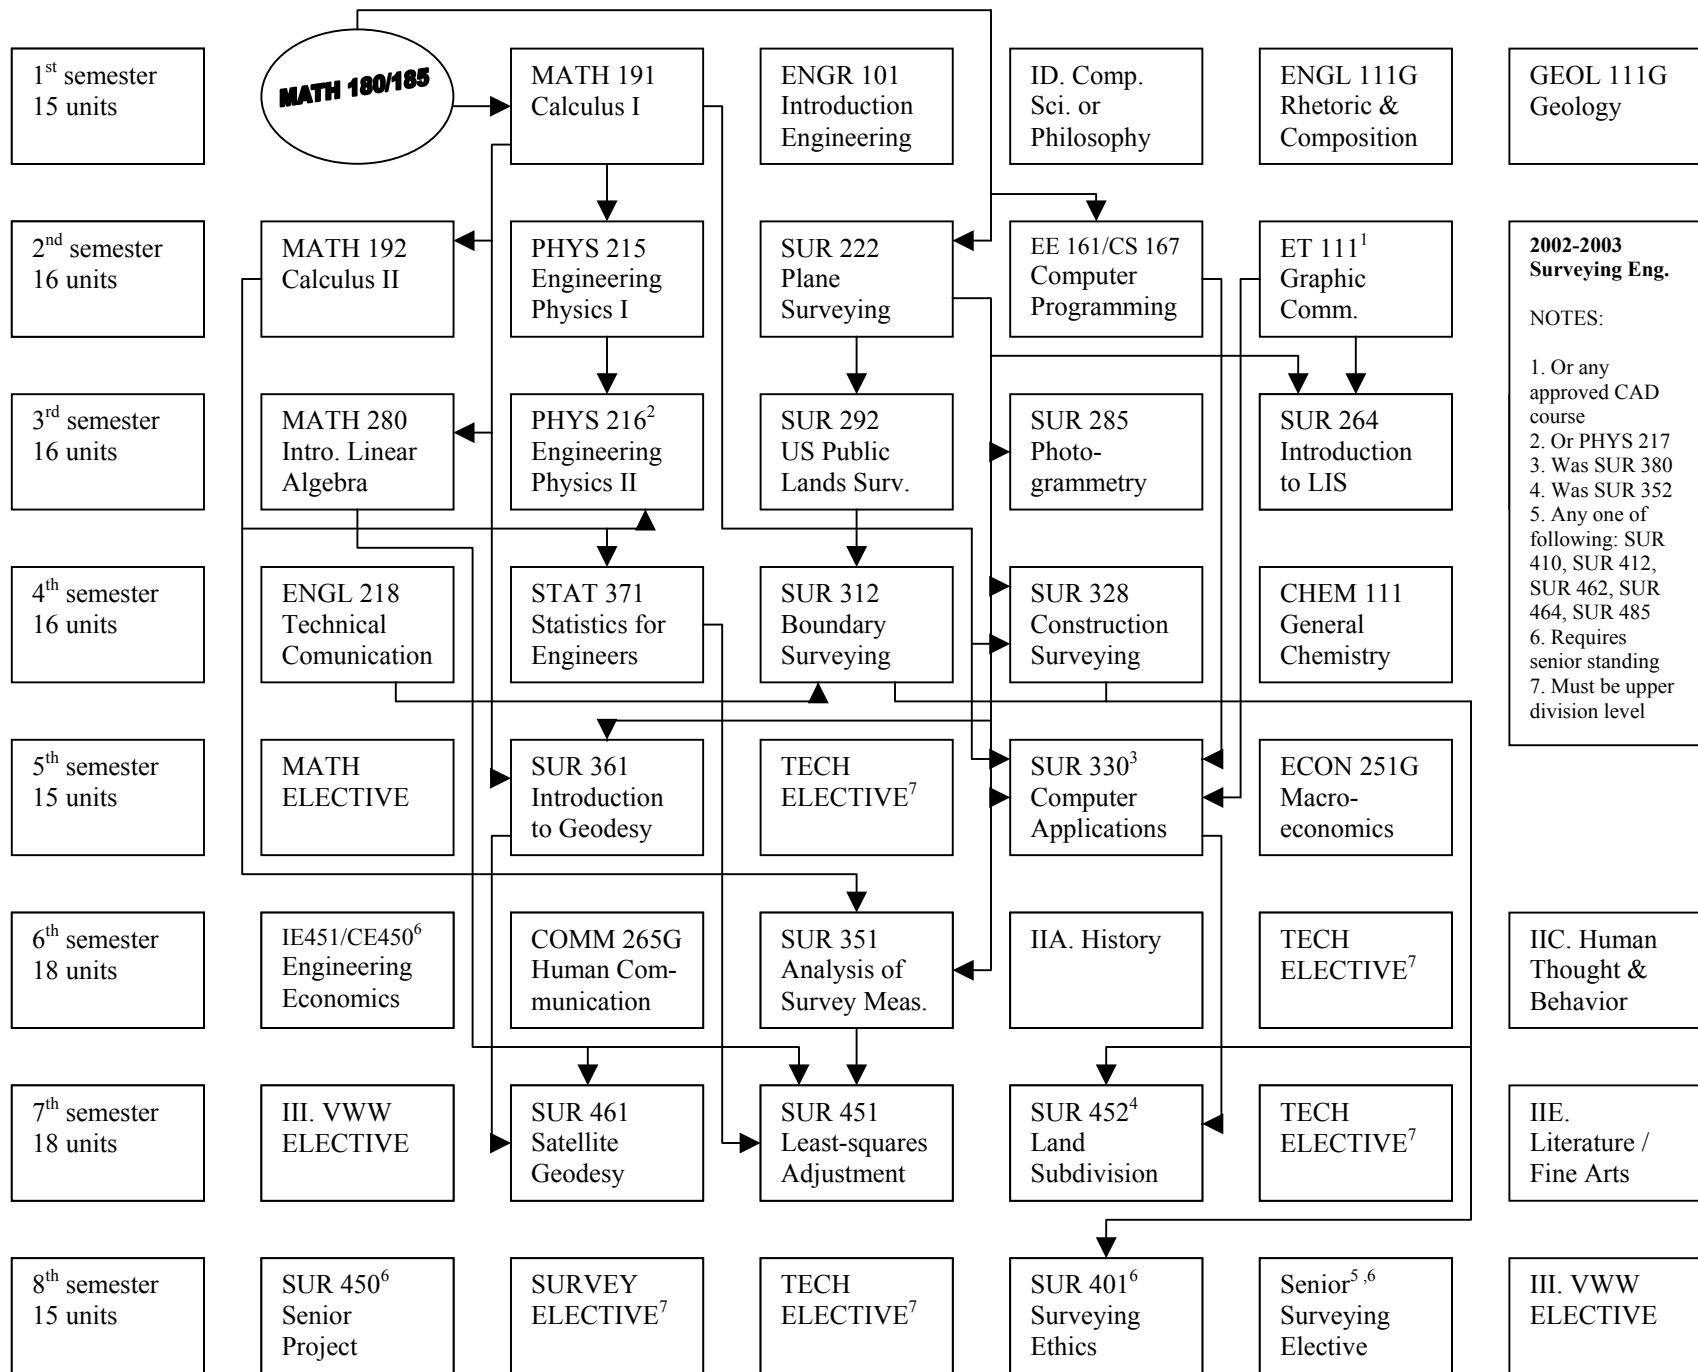 1st semester
15 units
MATH 180/185
MATH 191
Calculus I
ENGR 101
Introduction
Engineering
ID. Comp.
Sci. or
Philosophy
ENGL 111G
Rhetoric &
Composition
GEOL 111G
Geology
2nd semester
16 units
MATH 192
Calculus II
PHYS 215
Engineering
Physics I
SUR 222
Plane
Surveying
EE 161/CS 167
Computer
Programming
ET 1111
Graphic
Comm.
2002-2003
Surveying Eng.
NOTES:
1. Or any
approved CAD
course
2. Or PHYS 217
3. Was SUR 380
4. Was SUR 352
5. Any one of
following: SUR
410, SUR 412,
SUR 462, SUR
464, SUR 485
6. Requires
senior standing
7. Must be upper
division level
3rd semester
16 units
MATH 280
Intro. Linear
Algebra
PHYS 2162
Engineering
Physics II
SUR 292
US Public
Lands Surv.
SUR 285
Photo-
grammetry
SUR 264
Introduction
to LIS
4th semester
16 units
ENGL 218
Technical
Comunication
STAT 371
Statistics for
Engineers
SUR 312
Boundary
Surveying
SUR 328
Construction
Surveying
CHEM 111
General
Chemistry
5th semester
15 units
MATH
ELECTIVE
SUR 361
Introduction
to Geodesy
TECH
ELECTIVE7
SUR 3303
Computer
Applications
ECON 251G
Macro-
economics
6th semester
18 units
IE451/CE4506
Engineering
Economics
COMM 265G
Human Com-
munication
SUR 351
Analysis of
Survey Meas.
IIA. History
TECH
ELECTIVE7
IIC. Human
Thought &
Behavior
7th semester
18 units
III. VWW
ELECTIVE
SUR 461
Satellite
Geodesy
SUR 451
Least-squares
Adjustment
SUR 4524
Land
Subdivision
TECH
ELECTIVE7
IIE.
Literature /
Fine Arts
8th semester
15 units
SUR 4506
Senior
Project
SURVEY
ELECTIVE7
TECH
ELECTIVE7
SUR 4016
Surveying
Ethics
Senior5 ,6
Surveying
Elective
III. VWW
ELECTIVE